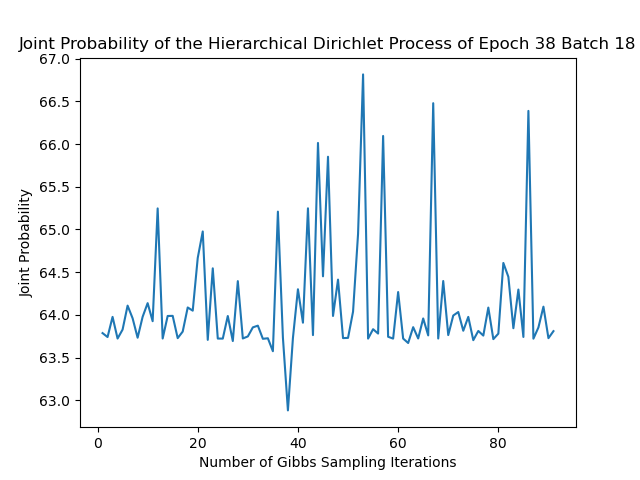 Joint Probability of the Hierarchical Dirichlet Process of Epoch 38 Batch 18
67.0
66.5
66.0
65.5
65.0
64.5
64.0
63.5
63.0
Joint Probability
0 20 40 60 80
Number of Gibbs Sampling Iterations